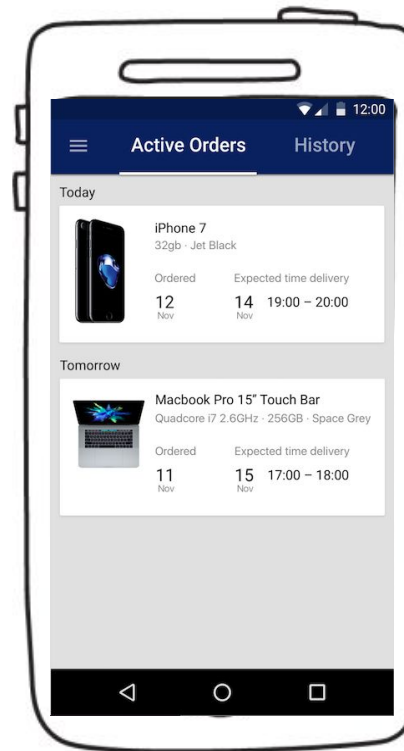 12:00
Active Orders History
Today
iPhone 7
32gb · Jet Black
Ordered Expected time delivery
12 14 19:00 – 20:00
Nov Nov
Tomorrow
Macbook Pro 15” Touch Bar
Quadcore i7 2.6GHz · 256GB · Space Grey
Ordered Expected time delivery
11 15 17:00 – 18:00
Nov Nov